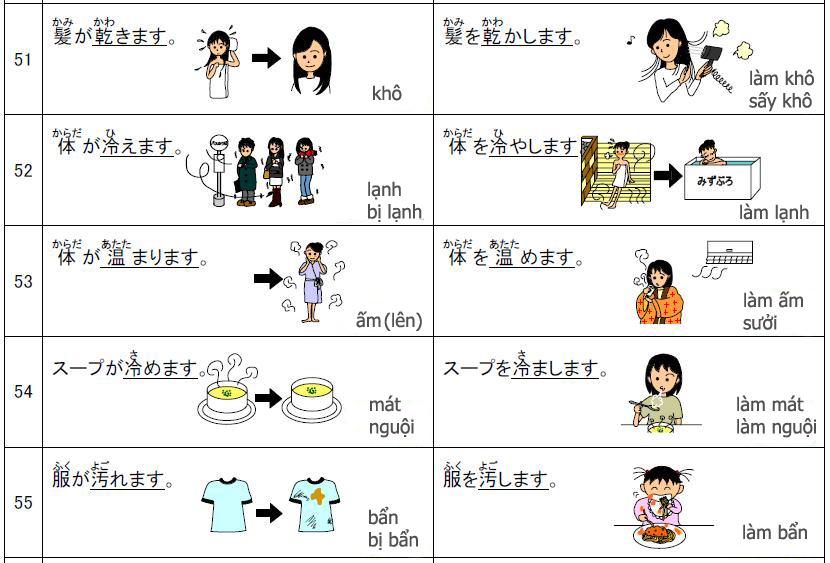 かみ かわ
髪が乾きます。
khô
かみ かわ
髪を乾かします。
làm khô
sấy khô
51
からだ ひ
体が冷えます。
lạnh
bị lạnh
からだ ひ
体を冷やします
みずぶろ
làm lạnh
52
からだ あたた
体が温まります。
ấm(lên)
からだ あたた
体を温めます。
làm ấm
sưởi
53
さ
スープが冷めます。
mát
nguội
さ
スープを冷まします。
làm mát
làm nguội
54
ふく よご
服が汚れます。
bẩn
bị bẩn
ふく よご
服を汚します。
làm bẩn
55